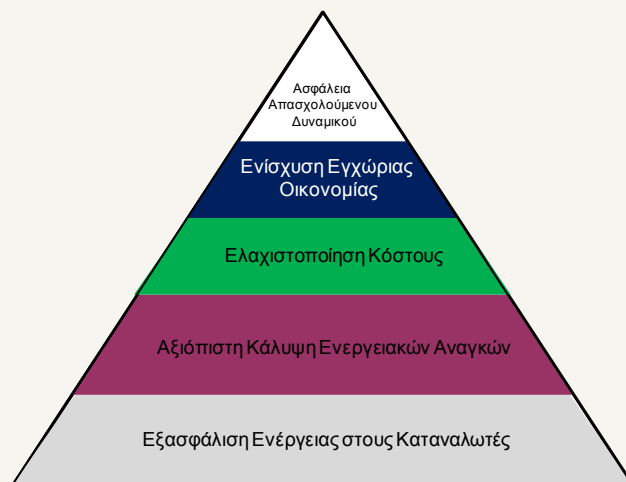 Ασφάλεια
Απασχολούμενου
Δυναμικού
Ενίσχυση Εγχώριας
Οικονομίας
Ελαχιστοποίηση Κόστους
Αξιόπιστη Κάλυψη Ενεργειακών Αναγκών
Εξασφάλιση Ενέργειας στους Καταναλωτές